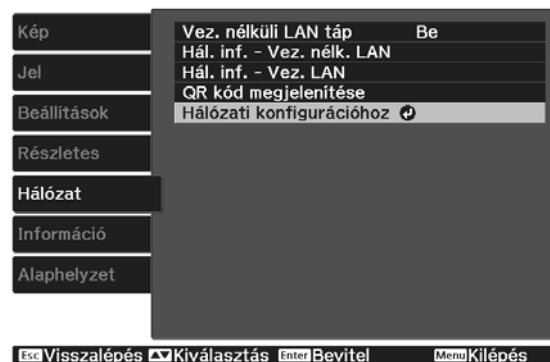 Kép
Jel
Beállítások
Részletes
Hálózat
Információ
Alaphelyzet
Vez. nélküli LAN táp Be
Hál. inf. - Vez. nélk. LAN
Hál. inf. - Vez. LAN
QR kód megjelenítése
Hálózati konfigurációhoz
Esc Visszalépés Kiválasztás Enter Bevitel Menu Kilépés